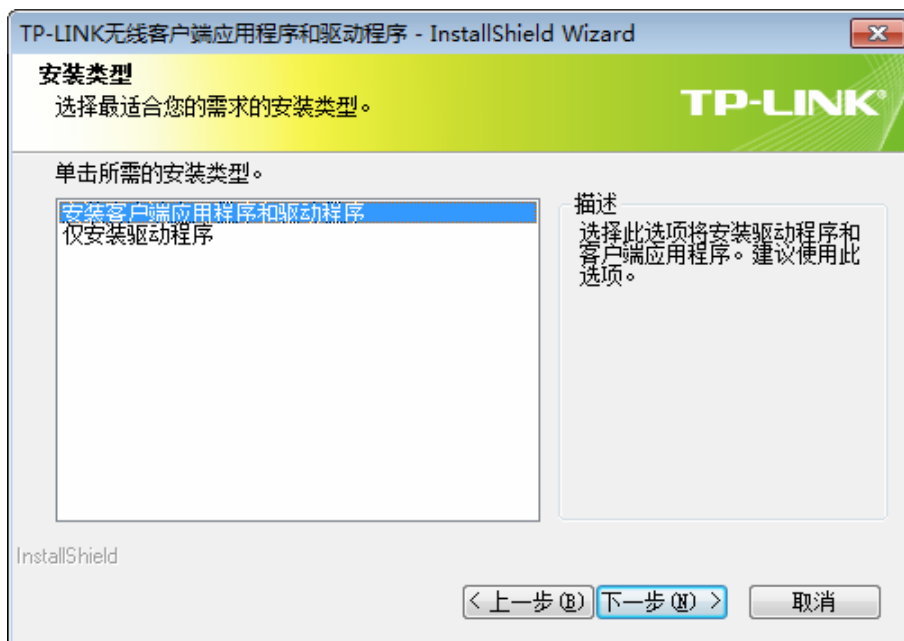 TP-LINK无线客户端应用程序和驱动程序 - InstallShield Wizard
安装类型
选择最适合您的需求的安装类型。
TP-LINK®
单击所需的安装类型。
安装客户端应用程序和驱动程序
仅安装驱动程序
描述
选择此选项将安装驱动程序和
客户端应用程序。建议使用此
选项。
InstallShield
< 上一步(B)
下一步(N) >
取消